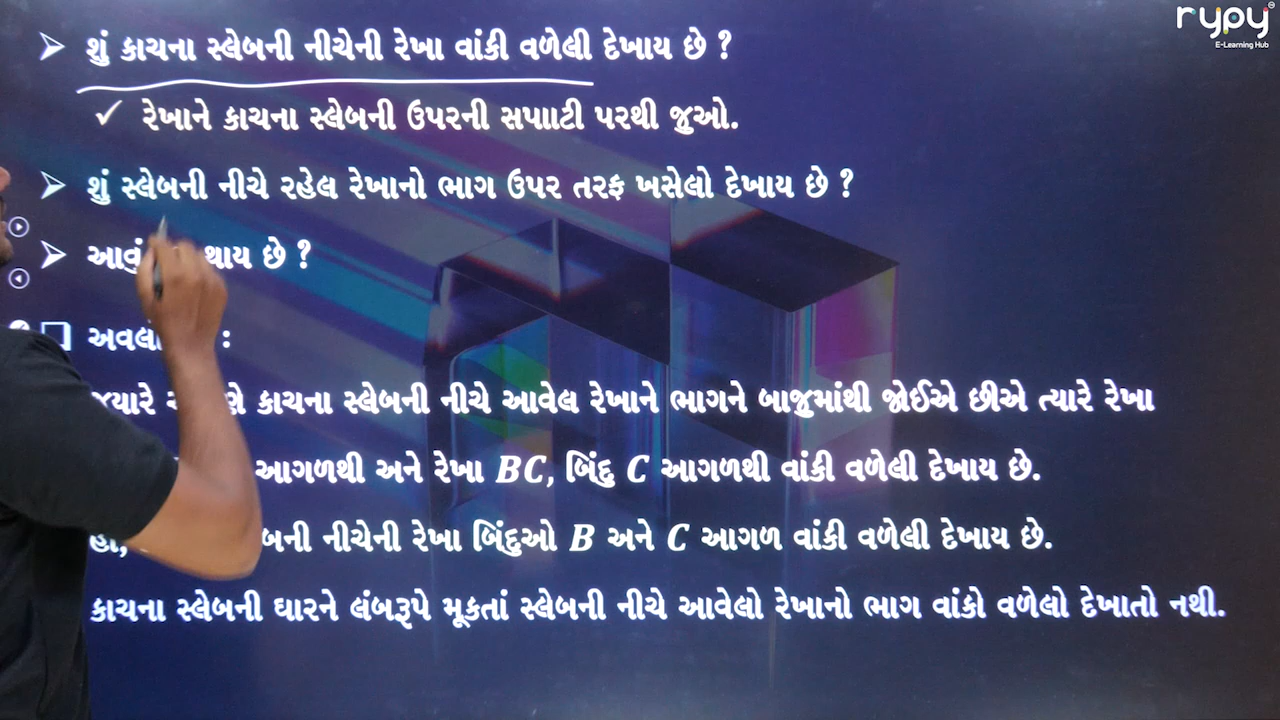 rypy
E-Learning Hub
શું કાચના સ્લેબની નીચેની રેખા વાંકી વળેલી દેખાય છે ?
રેખાને કાચના સ્લેબની ઉપરની સપાાટી પરથી જુઓ.
શું સ્લેબની નીચે રહેલ રેખાનો ભાગ ઉપર તરફ ખસેલો દેખાય છે ?
થાય છે ?
:
કાચના સ્લેબની નીચે આવેલ રેખાને ભાગને બાજુમાંથી જોઈએ છીએ ત્યારે રેખા
આગળથી અને રેખા BC, બિંદુ C આગળથી વાંકી વળેલી દેખાય છે.
નીચેની રેખા બિંદુઓ B અને C આગળ વાંકી વળેલી દેખાય છે.
કાચના સ્લેબની ધારને લંબરૂપે મૂકતાં સ્લેબની નીચે આવેલો રેખાનો ભાગ વાંકો વળેલો દેખાતો નથી.